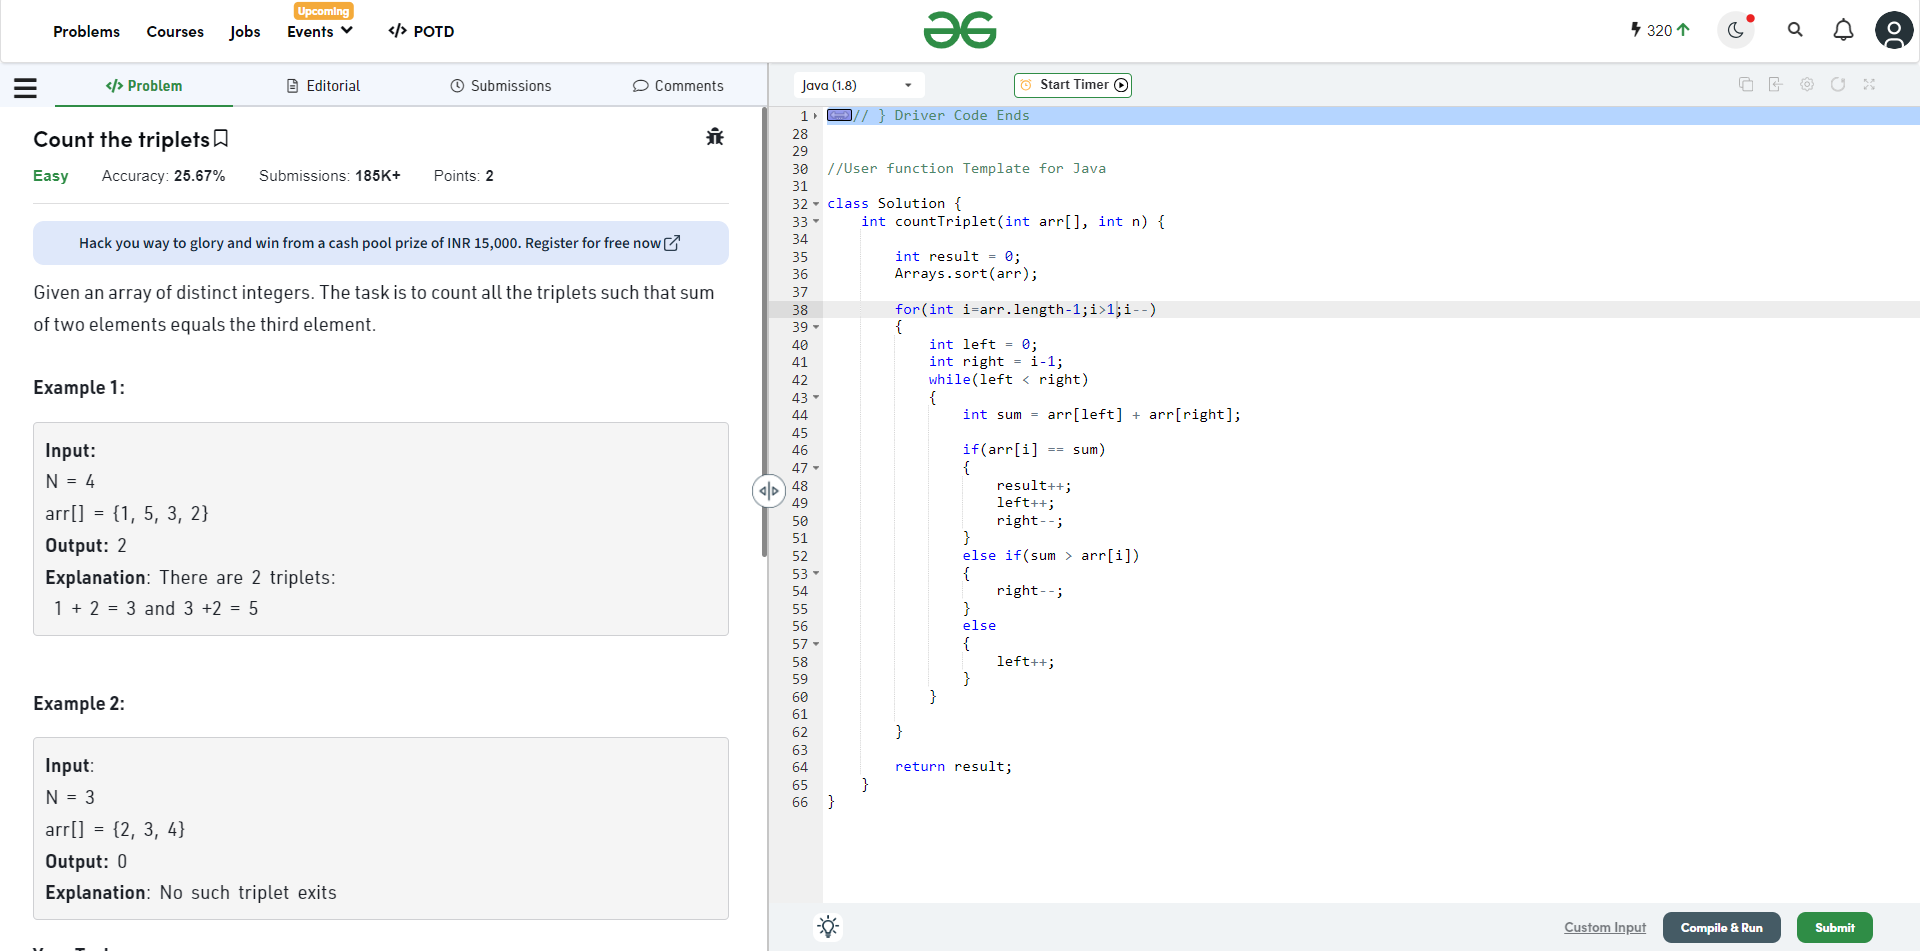 Problems Courses Jobs Events Upcoming POTD
320
Problem Editorial Submissions Comments
Count the triplets
Easy Accuracy: 25.67% Submissions: 185K+ Points: 2
Hack you way to glory and win from a cash pool prize of INR 15,000. Register for free now
Given an array of distinct integers. The task is to count all the triplets such that sum
of two elements equals the third element.
Example 1:
Input:
N = 4
arr[] = {1, 5, 3, 2}
Output: 2
Explanation: There are 2 triplets:
1 + 2 = 3 and 3 +2 = 5
Example 2:
Input:
N = 3
arr[] = {2, 3, 4}
Output: 0
Explanation: No such triplet exits
Java (1.8) Start Timer
1 // } Driver Code Ends
28
29
30 //User function Template for Java
31
32 class Solution {
33 int countTriplet(int arr[], int n) {
34
35 int result = 0;
36 Arrays.sort(arr);
37
38 for(int i=arr.length-1;i>1;i--)
39 {
40 int left = 0;
41 int right = i-1;
42 while(left < right)
43 {
44 int sum = arr[left] + arr[right];
45
46 if(arr[i] == sum)
47 {
48 result++;
49 left++;
50 right--;
51 }
52 else if(sum > arr[i])
53 {
54 right--;
55 }
56 else
57 {
58 left++;
59 }
60 }
61
62 }
63
64 return result;
65 }
66 }
Custom Input Compile & Run Submit